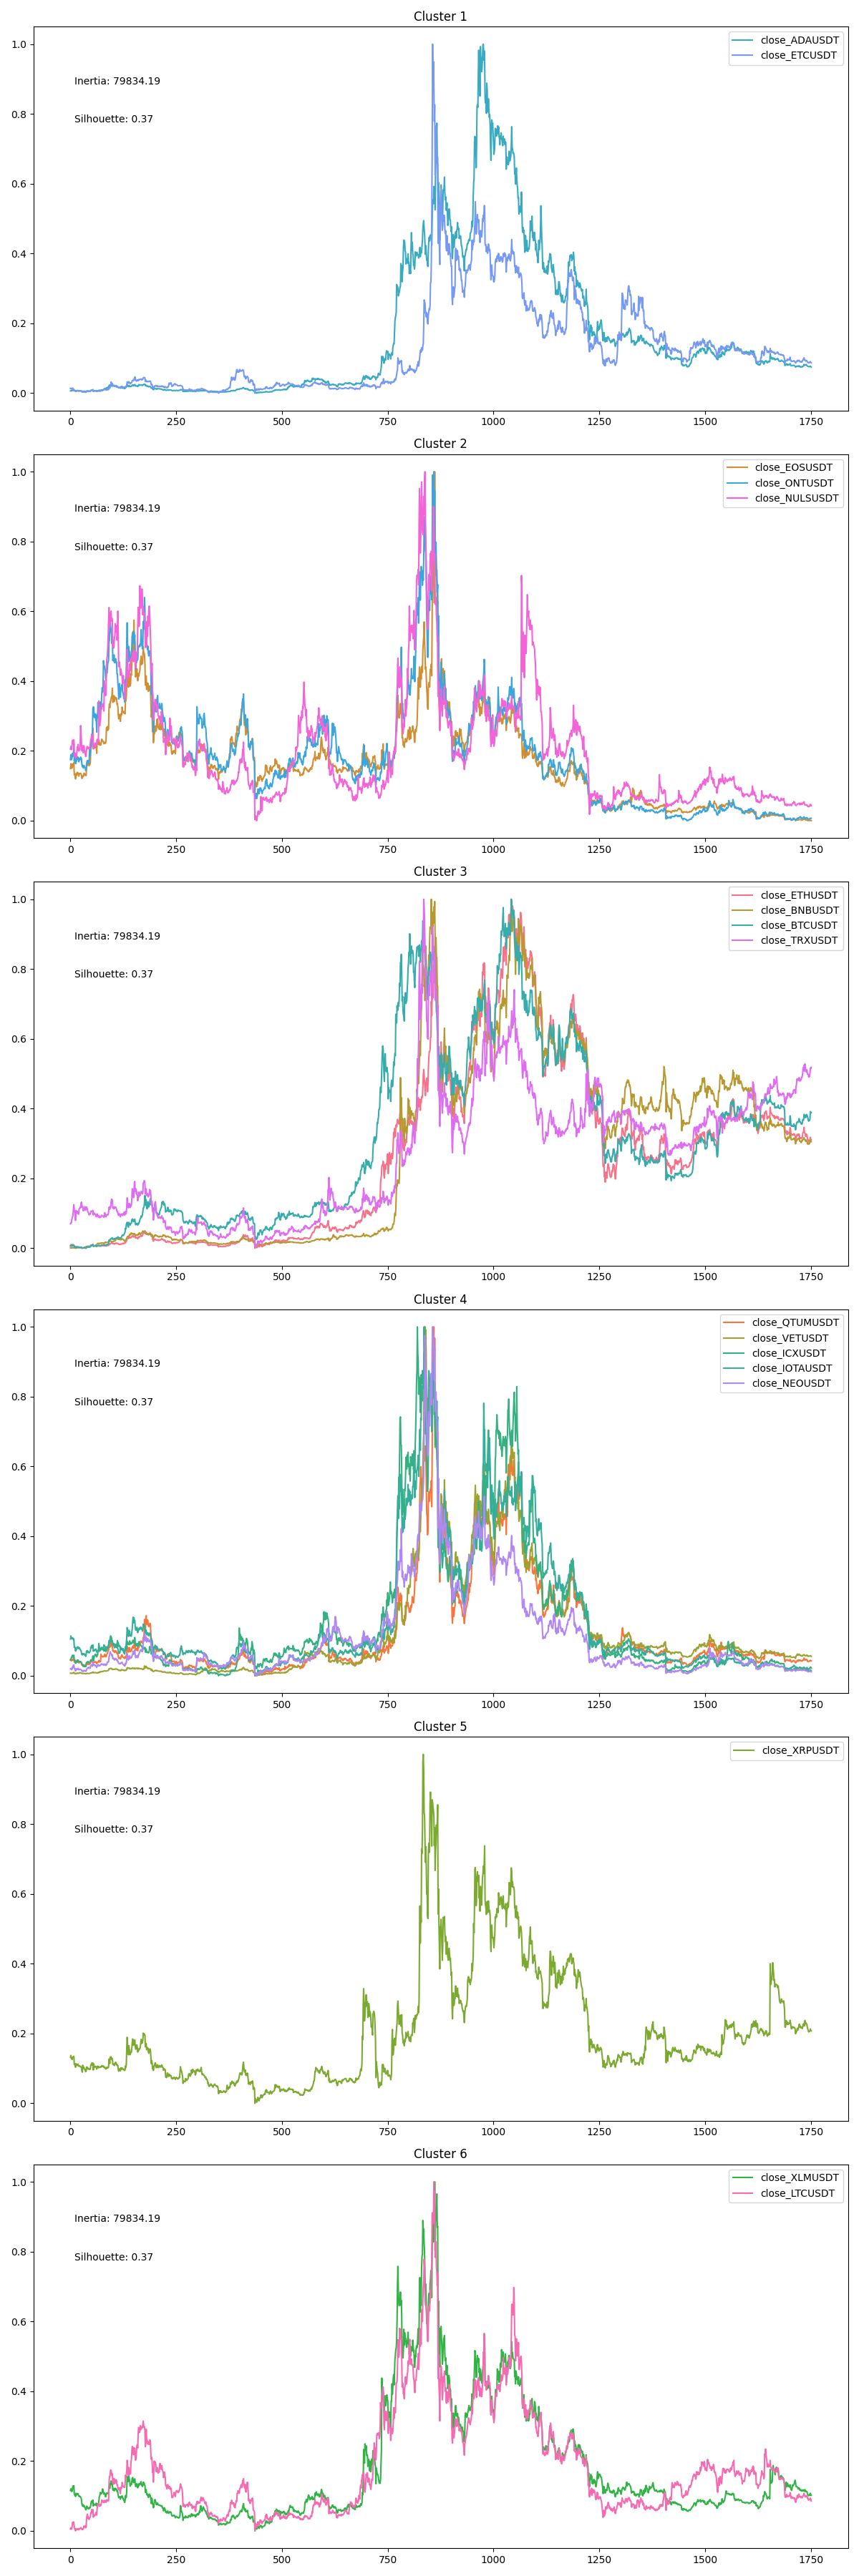 Cluster 1
close_ADAUSDT
close_ETCUSDT
Inertia: 79834.19
Silhouette: 0.37
1.0
0.8
0.6
0.4
0.2
0.0
0 250 500 750 1000 1250 1500 1750
Cluster 2
close_EOSUSDT
close_ONTUSDT
close_NULSUSDT
Inertia: 79834.19
Silhouette: 0.37
1.0
0.8
0.6
0.4
0.2
0.0
0 250 500 750 1000 1250 1500 1750
Cluster 3
close_ETHUSDT
close_BNBUSDT
close_BTCUSDT
close_TRXUSDT
Inertia: 79834.19
Silhouette: 0.37
1.0
0.8
0.6
0.4
0.2
0.0
0 250 500 750 1000 1250 1500 1750
Cluster 4
close_QTUMUSDT
close_VETUSDT
close_ICXUSDT
close_IOTAUSDT
close_NEOUSDT
Inertia: 79834.19
Silhouette: 0.37
1.0
0.8
0.6
0.4
0.2
0.0
0 250 500 750 1000 1250 1500 1750
Cluster 5
close_XRPUSDT
Inertia: 79834.19
Silhouette: 0.37
1.0
0.8
0.6
0.4
0.2
0.0
0 250 500 750 1000 1250 1500 1750
Cluster 6
close_XLMUSDT
close_LTCUSDT
Inertia: 79834.19
Silhouette: 0.37
1.0
0.8
0.6
0.4
0.2
0.0
0 250 500 750 1000 1250 1500 1750